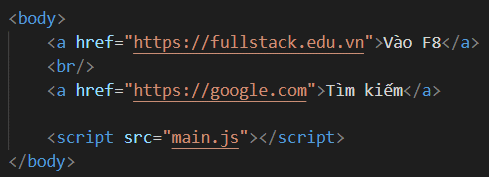 <body>
<a href="https://fullstack.edu.vn">Vào F8</a>
<br/>
<a href="https://google.com">Tìm kiếm</a>
<script src="main.js"></script>
</body>